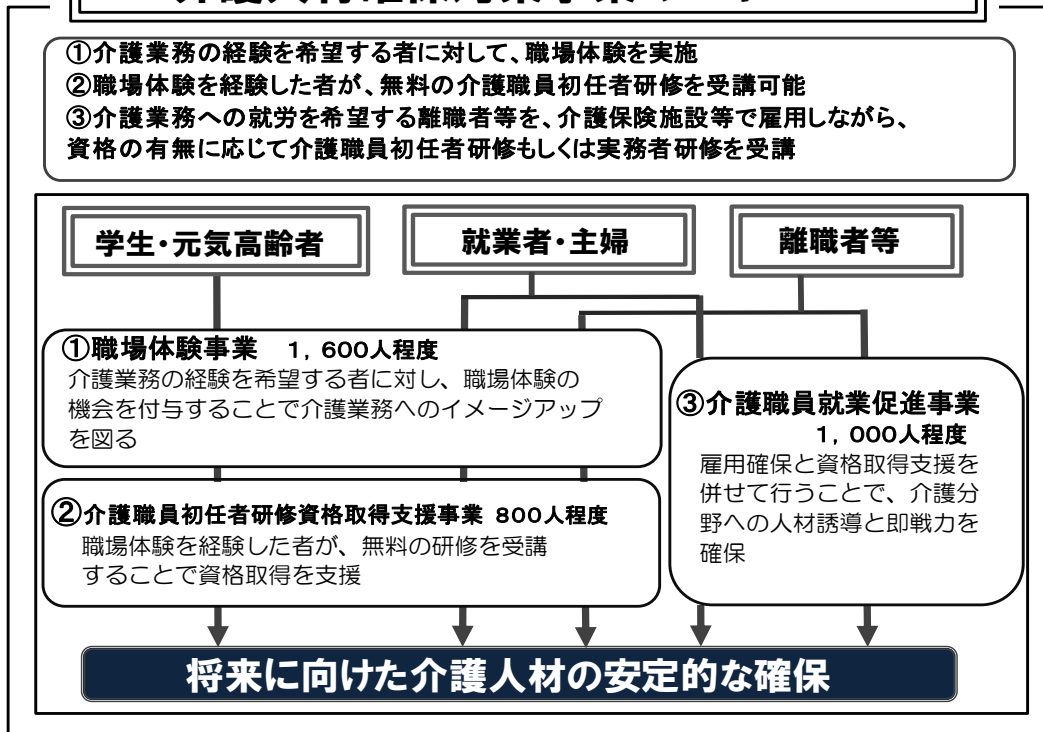 ①介護業務の経験を希望する者に対して、職場体験を実施
②職場体験を経験した者が、無料の介護職員初任者研修を受講可能
③介護業務への就労を希望する離職者等を、介護保険施設等で雇用しながら、
資格の有無に応じて介護職員初任者研修もしくは実務者研修を受講
学生・元気高齢者
就業者・主婦
離職者等
①職場体験事業 1,600人程度
介護業務の経験を希望する者に対し、職場体験の
機会を付与することで介護業務へのイメージアップ
を図る
②介護職員初任者研修資格取得支援事業 800人程度
職場体験を経験した者が、無料の研修を受講
することで資格取得を支援
③介護職員就業促進事業
1,000人程度
雇用確保と資格取得支援を
併せて行うことで、介護分
野への人材誘導と即戦力を
確保
将来に向けた介護人材の安定的な確保